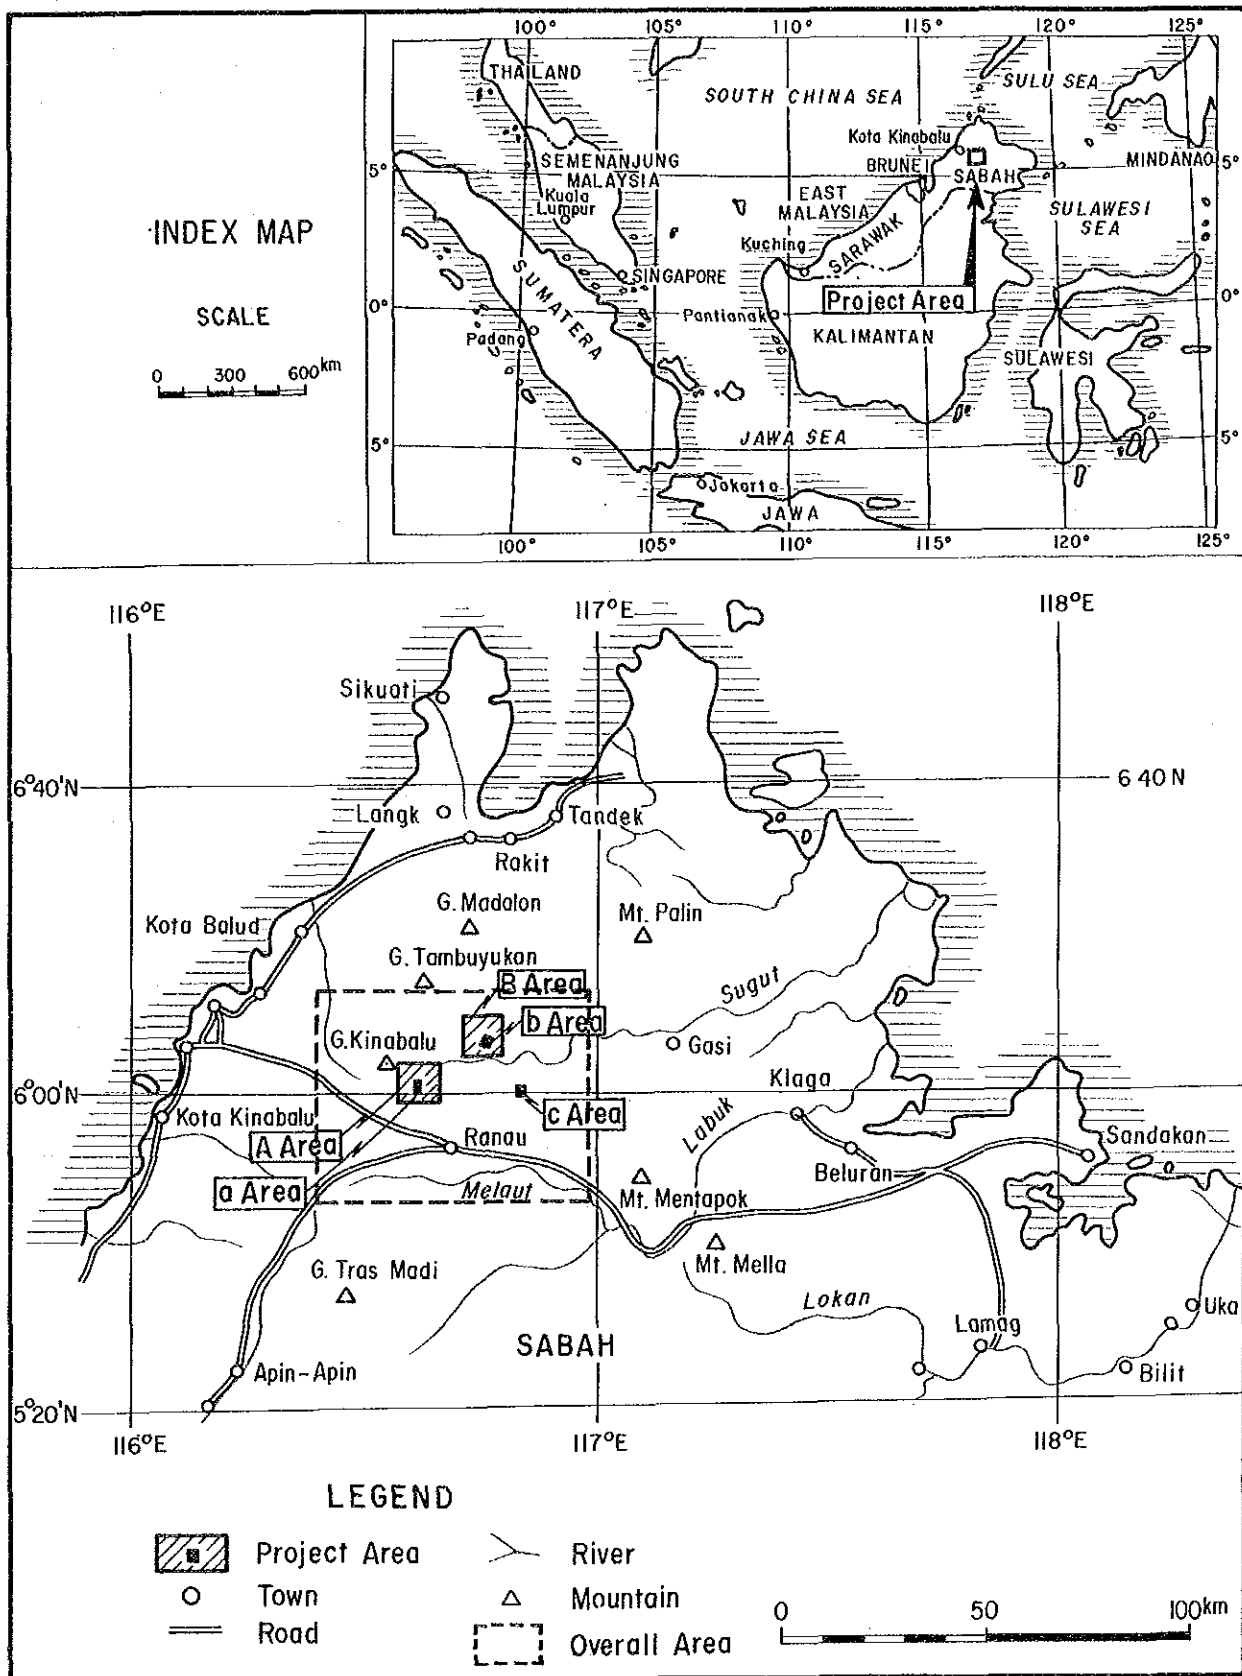 INDEX MAP
SCALE
0 300 600km
100° 105° 110° 115° 120° 125°
THAILAND
SOUTH CHINA SEA
SULU SEA
Kota Kinabalu
BRUNEI
MINDANAO
5°
SEMENANJUNG
MALAYSIA
SABAH
5°
Kuala
Lumpur
EAST
MALAYSIA
SULAWESI
SEA
Kuching
SARAWAK
SINGAPORE
SUMATERA
Project Area
0°
Pantianak
0°
Padang
KALIMANTAN
SULAWESI
5°
JAWA SEA
5°
Jakarta
JAWA
100° 105° 110° 115° 120° 125°
116°E 117°E 118°E
Sikuati
6°40'N
6 40 N
Langk
Tandek
Rakit
G. Madalon
Mt. Palin
Kota Balud
G. Tambuyukon
B Area
Sugut
b Area
G.Kinabalu
Gasi
Klaga
6°00'N
Kota Kinabalu
c Area
Labuk
A Area
Ranau
Sandakan
Beluran
a Area
Melaut
Mt. Mentapok
G. Tras Madi
Mt. Mella
Lokan
Uka
SABAH
Lamag
Apin-Apin
Bilit
5°20'N
116°E 117°E 118°E
LEGEND
Project Area
River
Town
Mountain
Road
Overall Area
0 50 100km